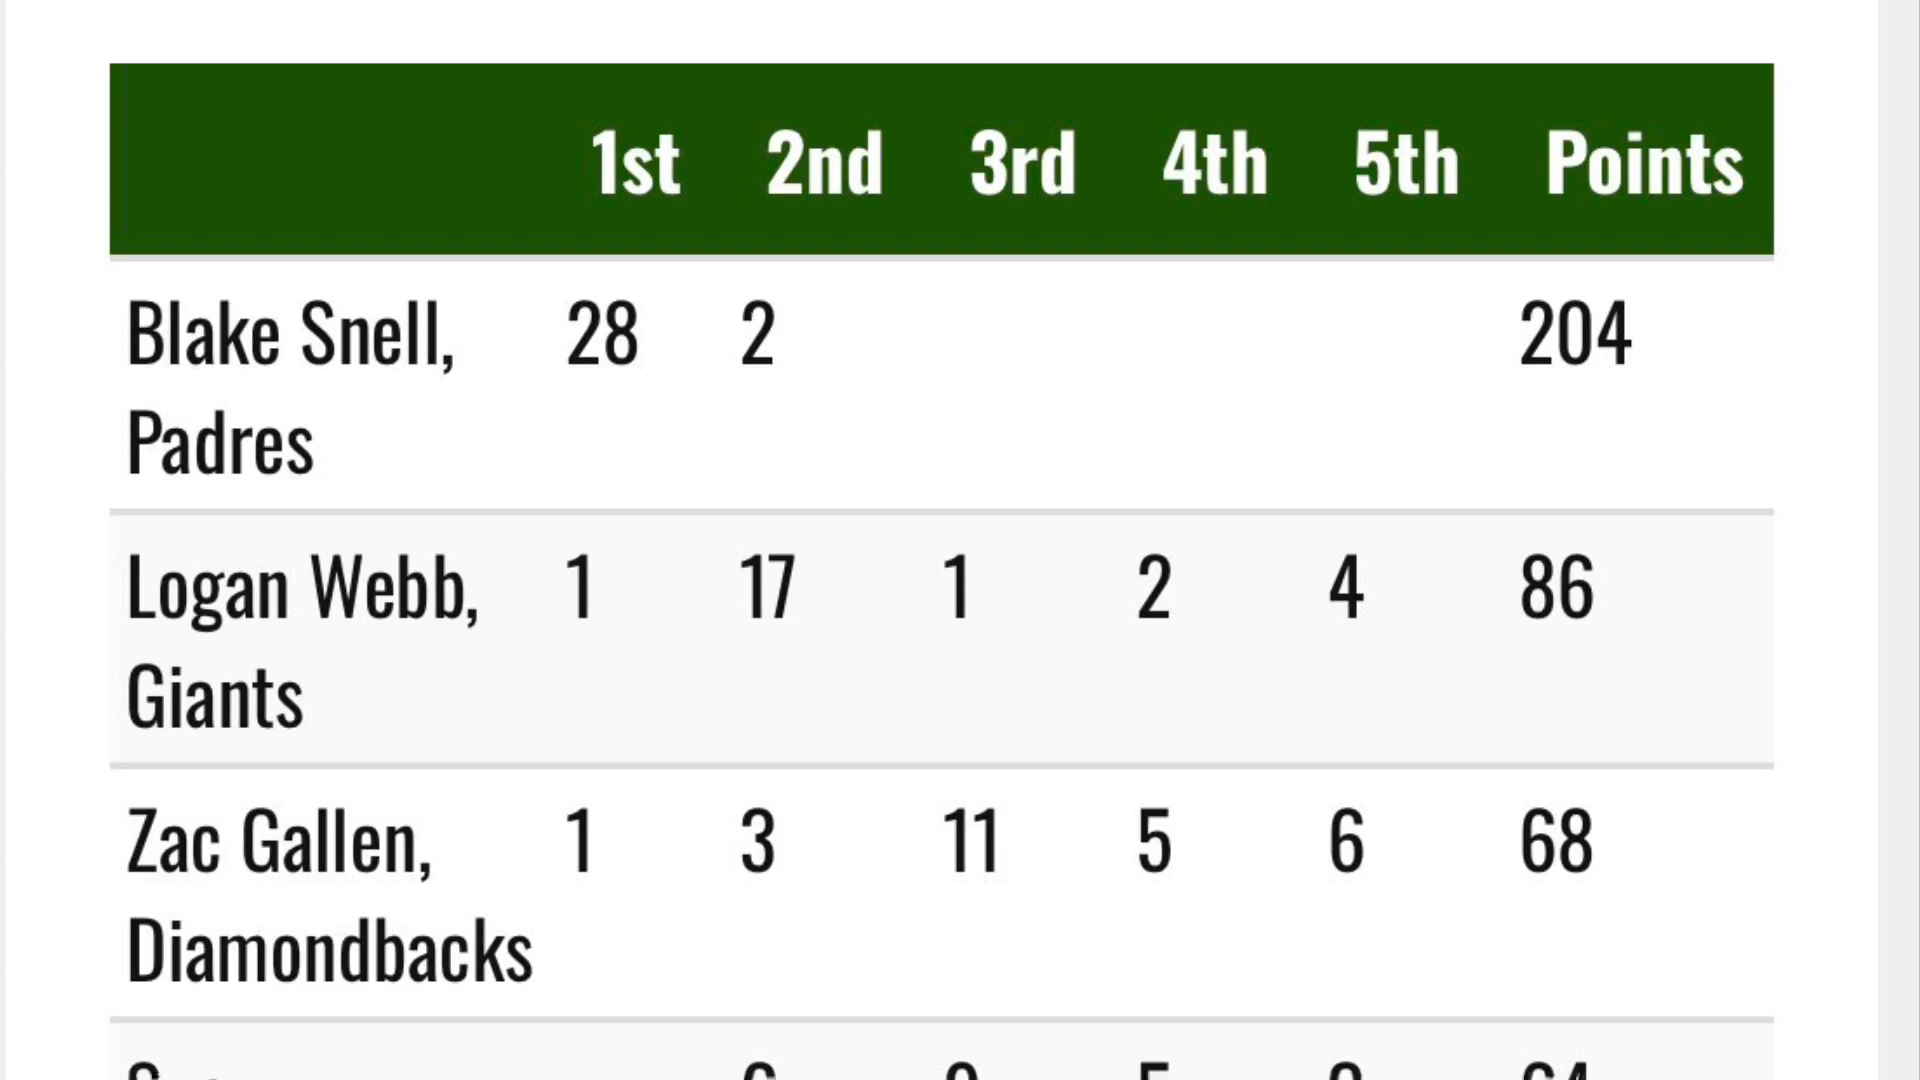 1st 2nd 3rd 4th 5th Points
Blake Snell, 28 2 204
Padres
Logan Webb, 1 17 1 2 4 86
Giants
Zac Gallen, 1 3 11 5 6 68
Diamondbacks